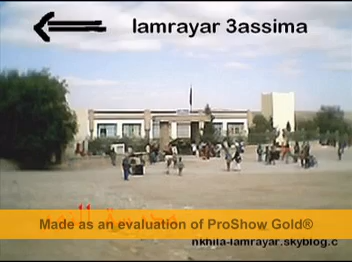 lamrayar 3assima
Made as an evaluation of ProShow Gold®
nkhila-lamrayar.skyblog.c